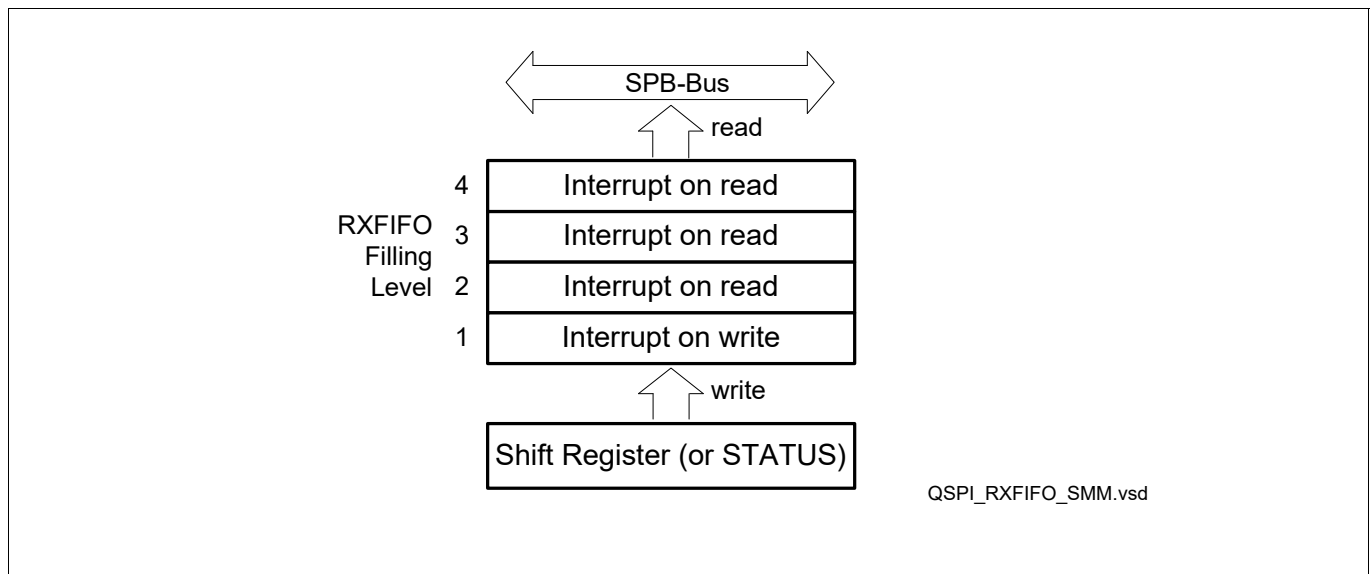 SPB-Bus
read
4 Interrupt on read
RXFIFO 3 Interrupt on read
Filling
Level 2 Interrupt on read
1 Interrupt on write
write
Shift Register (or STATUS)
QSPI_RXFIFO_SMM.vsd